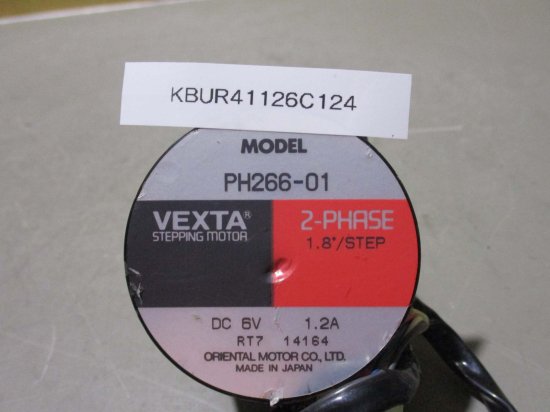 KBUR41126C124
MODEL
PH266-01
VEXTA® 2-PHASE
STEPPING MOTOR 1.8°/STEP
DC 6V 1.2A
RT7 14164
ORIENTAL MOTOR CO., LTD.
MADE IN JAPAN